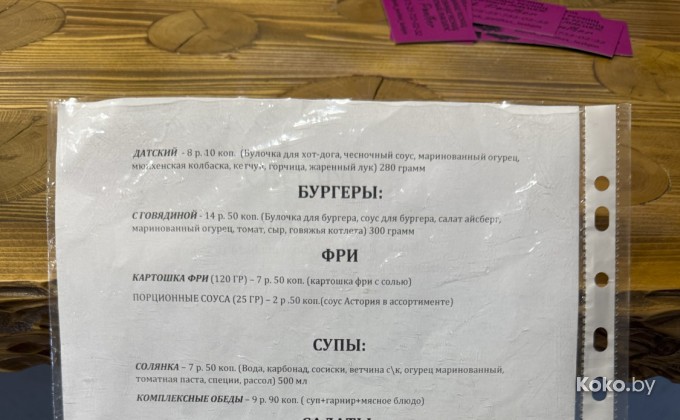 ДАТСКИЙ - 8 р. 10 коп. (Булочка для хот-дога, чесночный соус, маринованный огурец,
мюнхенская колбаска, кетчуп, горчица, жаренный лук) 280 грамм
БУРГЕРЫ:
С ГОВЯДИНОЙ - 14 р. 50 коп. (Булочка для бургера, соус для бургера, салат айсберг,
маринованный огурец, томат, сыр, говяжья котлета) 300 грамм
ФРИ
КАРТОШКА ФРИ (120 ГР) – 7 р. 50 коп. (картошка фри с солью)
ПОРЦИОННЫЕ СОУСА (25 ГР) – 2 р .50 коп.(соус Астория в ассортименте)
СУПЫ:
СОЛЯНКА – 7 р. 50 коп. (Вода, карбонад, сосиски, ветчина с\к, огурец маринованный,
томатная паста, специи, рассол) 500 мл
КОМПЛЕКСНЫЕ ОБЕДЫ – 9 р. 90 коп. ( суп+гарнир+мясное блюдо)
САЛАТЫ
Koko.by